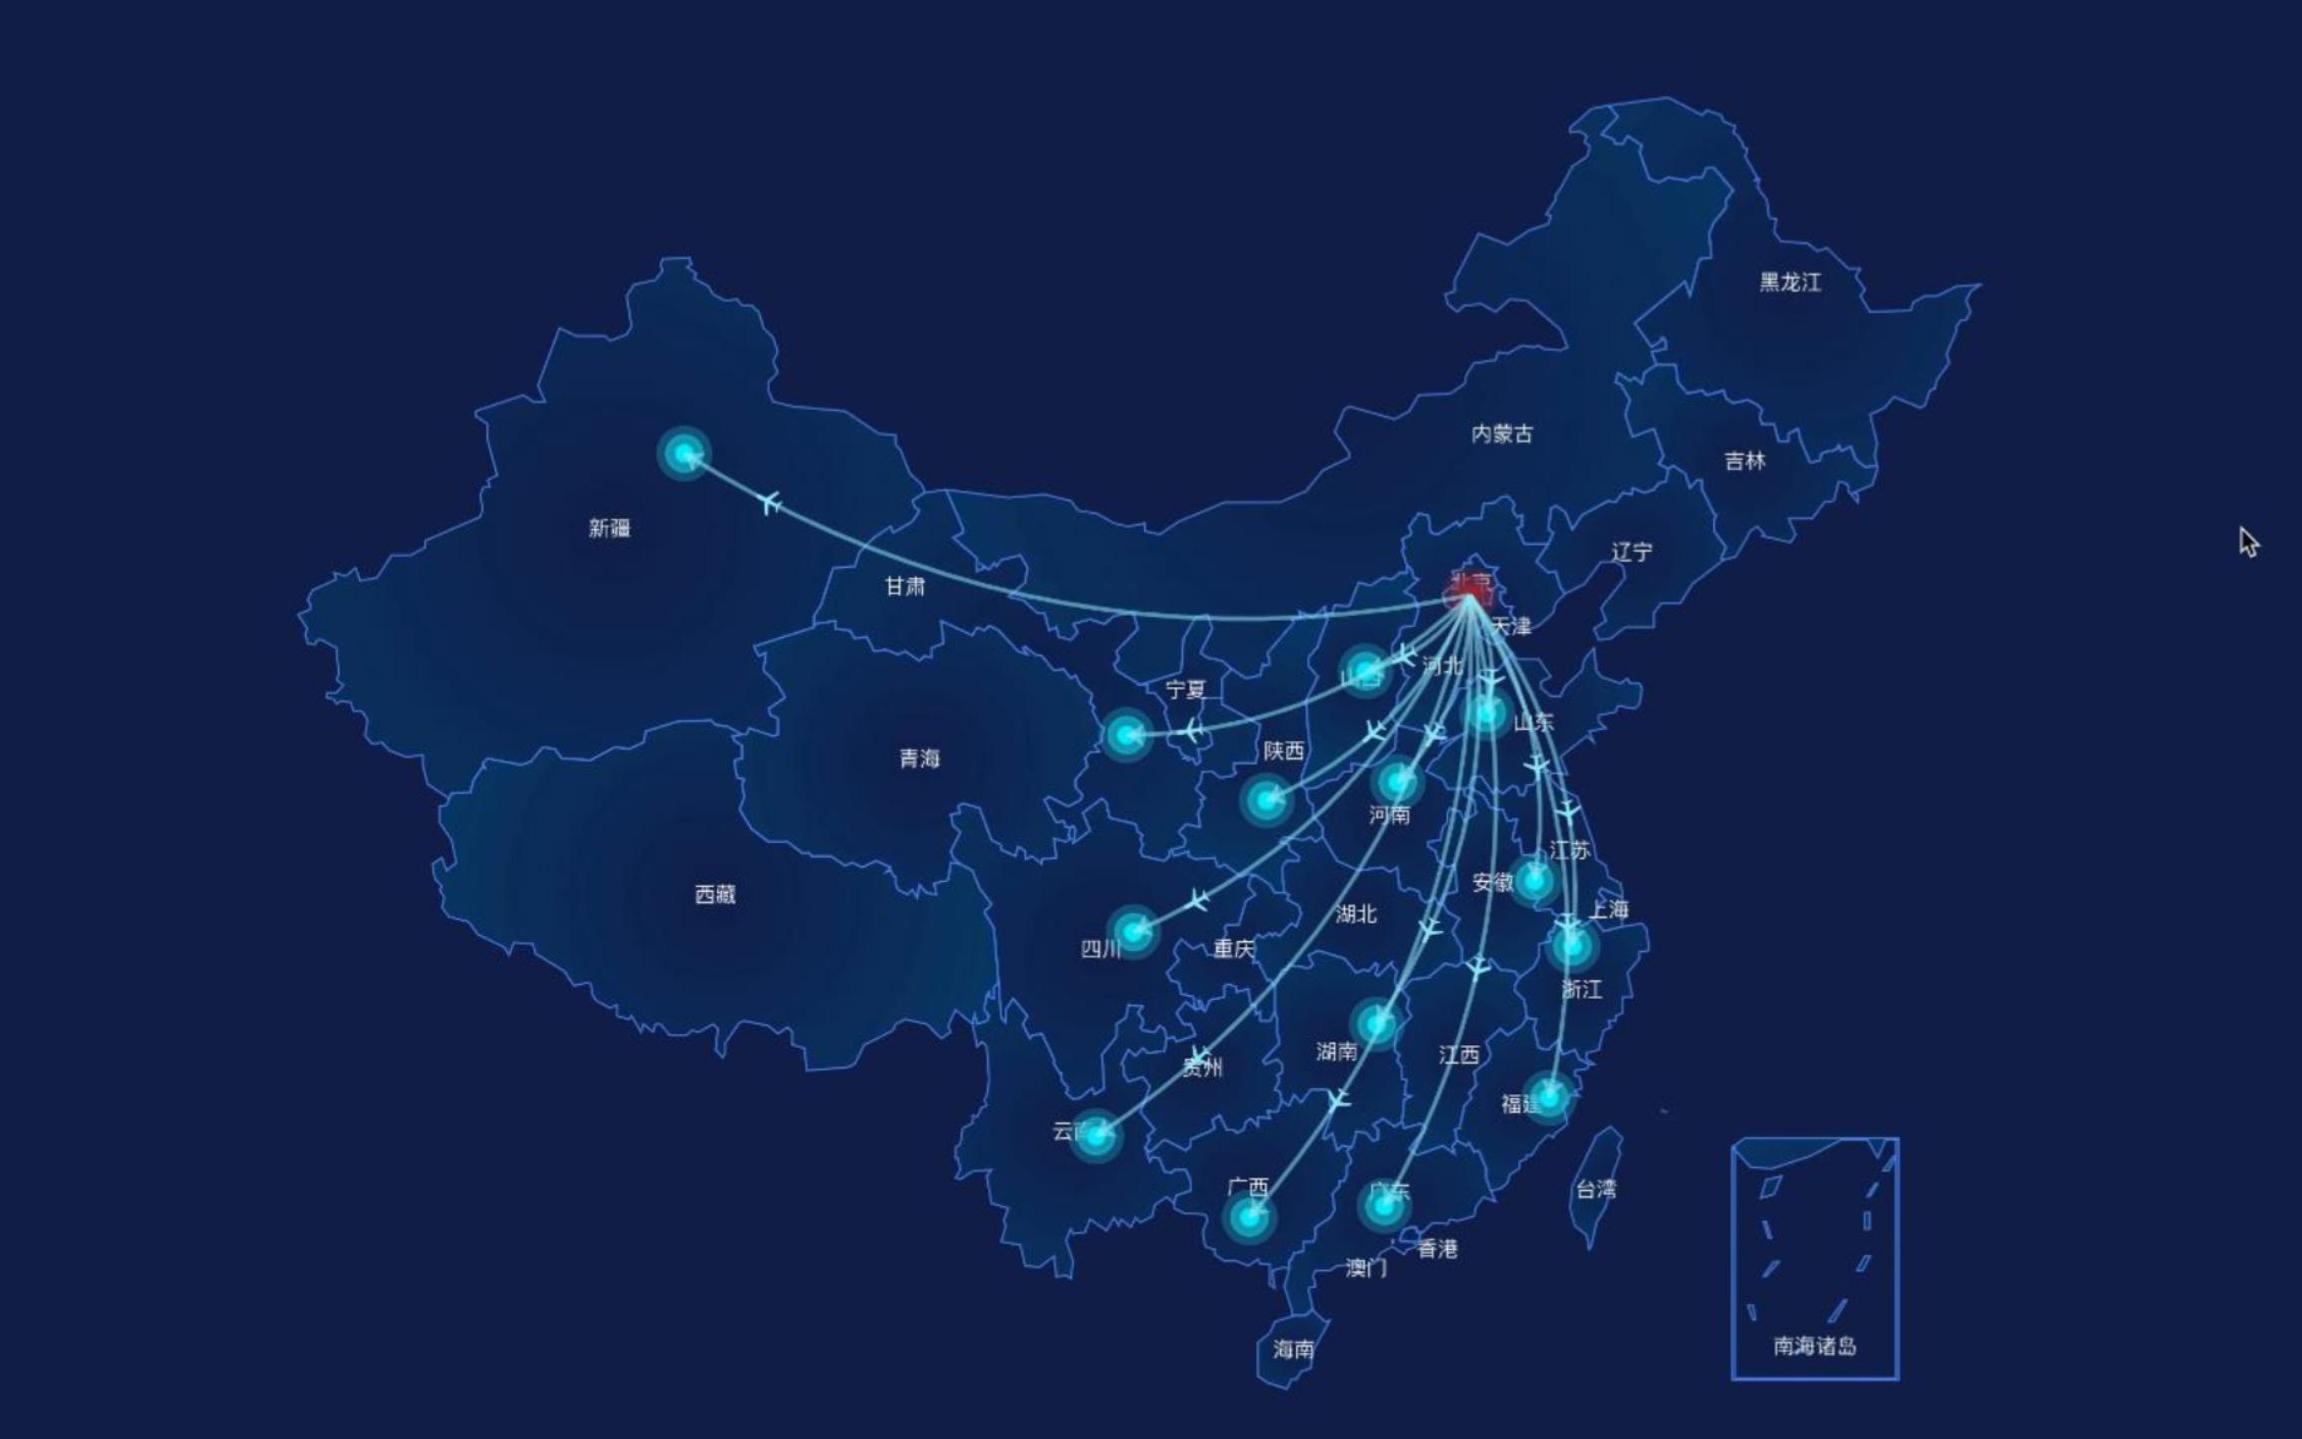 黑龙江
内蒙古
吉林
新疆
辽宁
北京
甘肃
天津
河北
山西
宁夏
山东
陕西
青海
河南
江苏
安徽
西藏
上海
湖北
四川
重庆
浙江
湖南
江西
贵州
福建
云南
广西
广东
台湾
香港
澳门
南海诸岛
海南